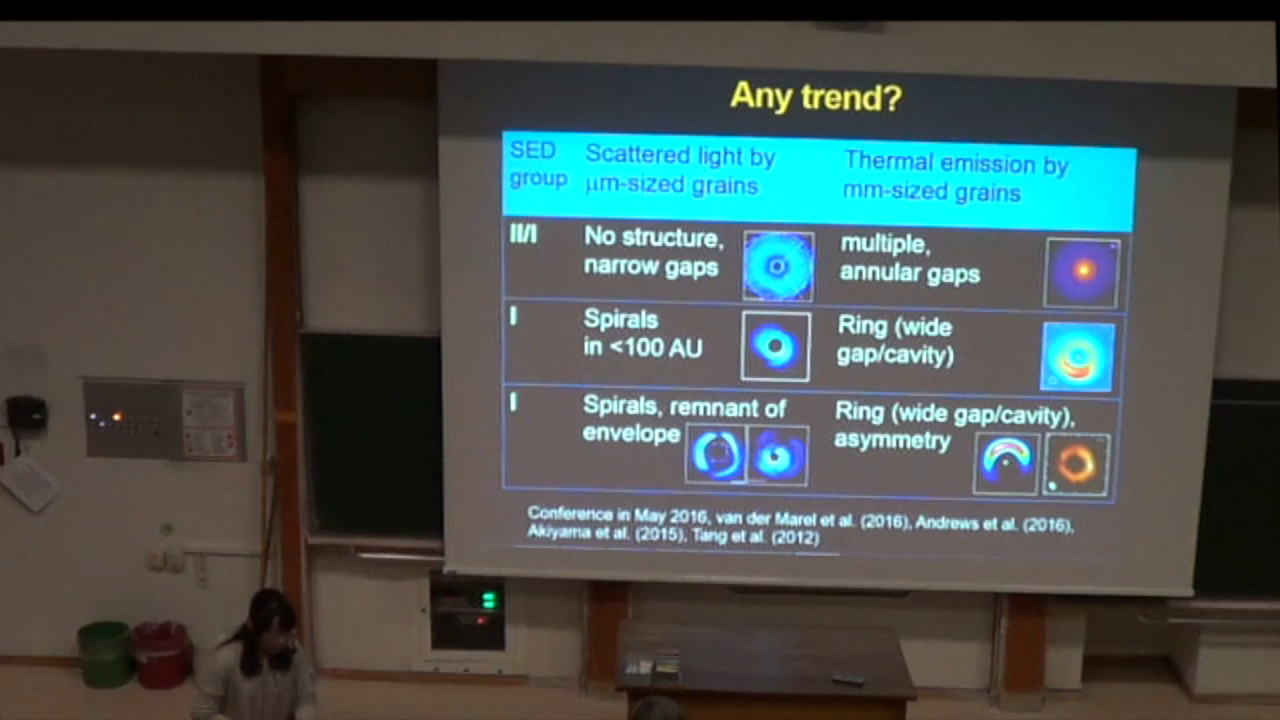 Any trend?
SED group
Scattered light by
μm-sized grains
Thermal emission by
mm-sized grains
II/I
No structure,
narrow gaps
multiple,
annular gaps
I
Spirals
in <100 AU
Ring (wide
gap/cavity)
I
Spirals, remnant of
envelope
Ring (wide gap/cavity),
asymmetry
Conference in May 2016, van der Marel et al. (2016), Andrews et al. (2016),
Akiyama et al. (2015), Tang et al. (2012)